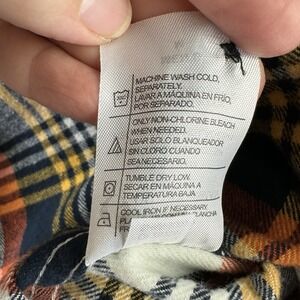 MACHINE WASH COLD,
SEPARATELY.
LAVAR A MÁQUINA EN FRÍO,
POR SEPARADO.
ONLY NON-CHLORINE BLEACH
WHEN NEEDED.
USAR SOLO BLANQUEADOR
SIN CLORO CUANDO
SEA NECESARIO.
TUMBLE DRY LOW.
SECAR EN MÁQUINA A
TEMPERATURA BAJA
COOL IRON IF NECESSARY.